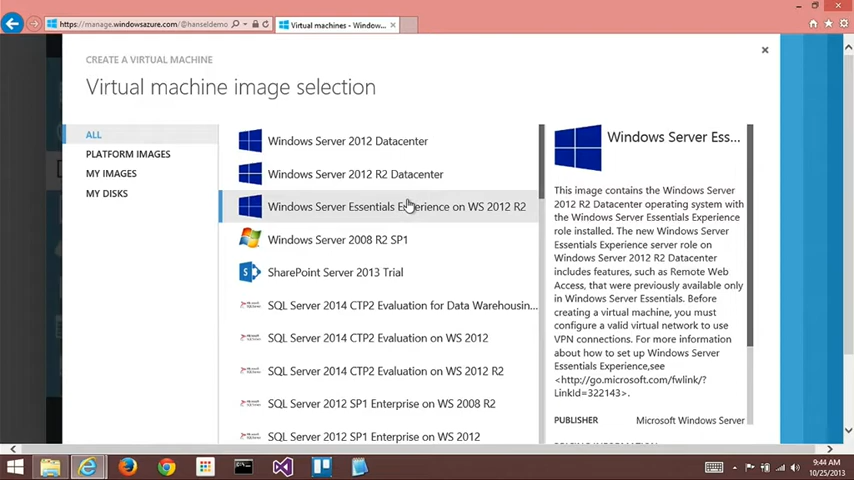 https://manage.windowsazure.com/@hanseldemo
Virtual machines - Window...
CREATE A VIRTUAL MACHINE
Virtual machine image selection
ALL
PLATFORM IMAGES
MY IMAGES
MY DISKS
Windows Server 2012 Datacenter
Windows Server 2012 R2 Datacenter
Windows Server Essentials Experience on WS 2012 R2
Windows Server 2008 R2 SP1
SharePoint Server 2013 Trial
SQL Server 2014 CTP2 Evaluation for Data Warehousin...
SQL Server 2014 CTP2 Evaluation on WS 2012
SQL Server 2014 CTP2 Evaluation on WS 2012 R2
SQL Server 2012 SP1 Enterprise on WS 2008 R2
SQL Server 2012 SP1 Enterprise on WS 2012
Windows Server Ess...
This image contains the Windows Server
2012 R2 Datacenter operating system with
the Windows Server Essentials Experience
role installed. The new Windows Server
Essentials Experience server role on
Windows Server 2012 R2 Datacenter
includes features, such as Remote Web
Access, that were previously available only
in Windows Server Essentials. Before
creating a virtual machine, you must
configure a valid virtual network to use
VPN connections. For more information
about how to set up Windows Server
Essentials Experience,see
<http://go.microsoft.com/fwlink/?
LinkId=322143>.
PUBLISHER
Microsoft Windows Server
9:44 AM
10/25/2013